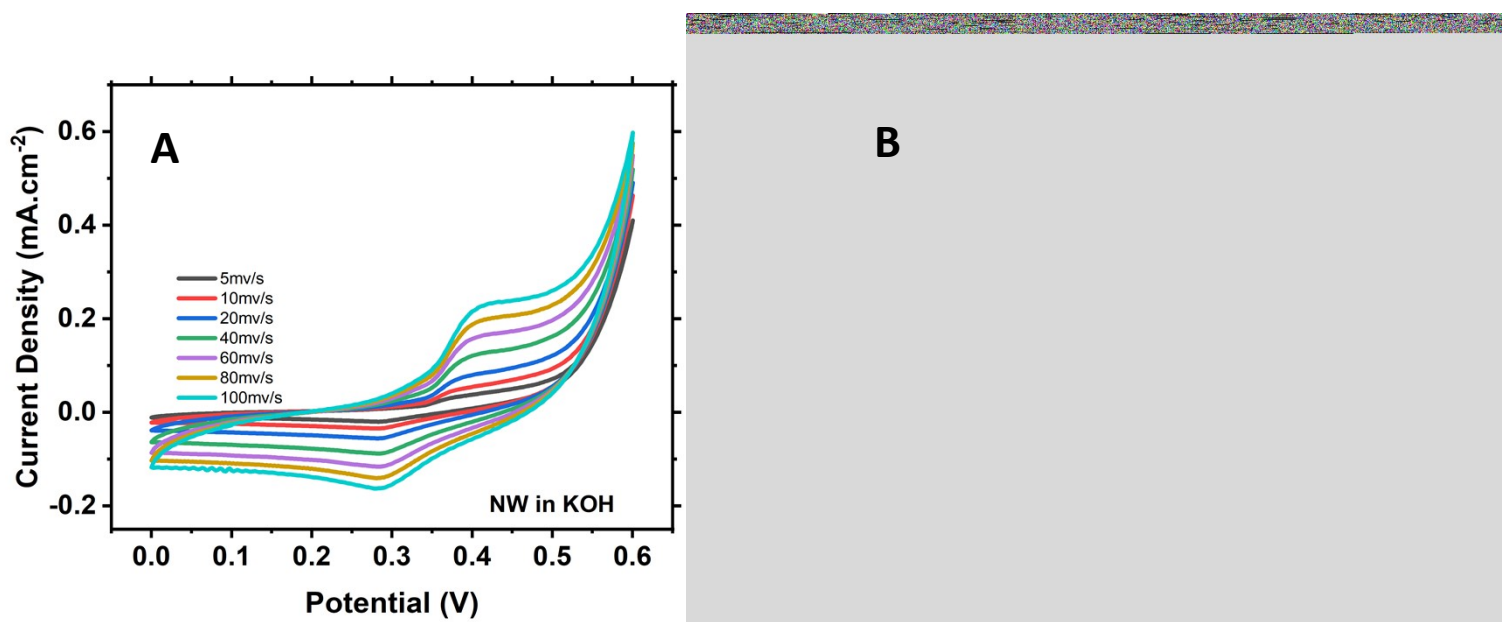 A
B
0.6
0.4
0.2
0.0
-0.2
Current Density (mA.cm-2)
5mv/s
10mv/s
20mv/s
40mv/s
60mv/s
80mv/s
100mv/s
NW in KOH
0.0 0.1 0.2 0.3 0.4 0.5 0.6
Potential (V)